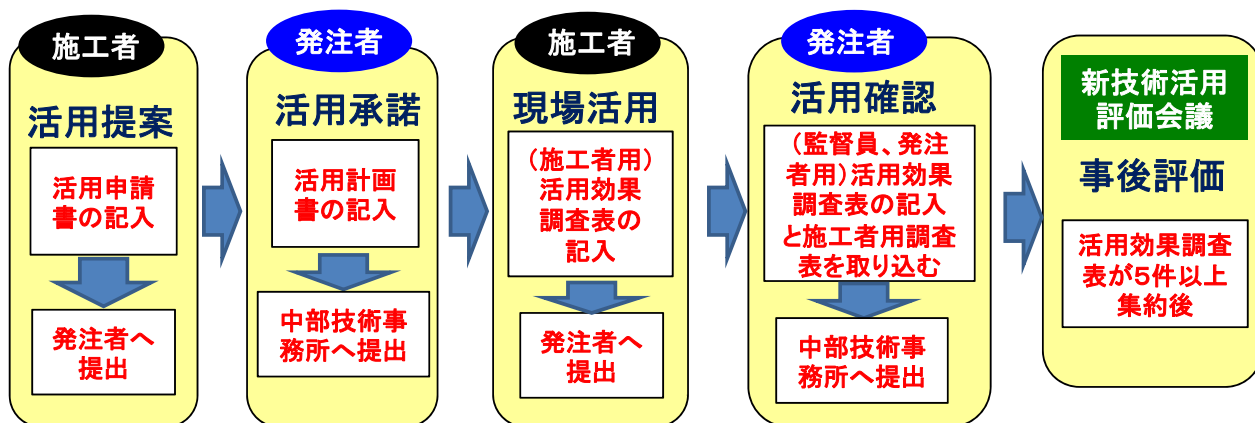 施工者
活用提案
活用申請
書の記入
発注者へ
提出
発注者
活用承諾
活用計画
書の記入
中部技術事
務所へ提出
施工者
現場活用
（施工者用）
活用効果
調査表の
記入
発注者へ
提出
発注者
活用確認
（監督員、発注
者用）活用効果
調査表の記入
と施工者用調査
表を取り込む
中部技術事
務所へ提出
新技術活用
評価会議
事後評価
活用効果調査
表が５件以上
集約後